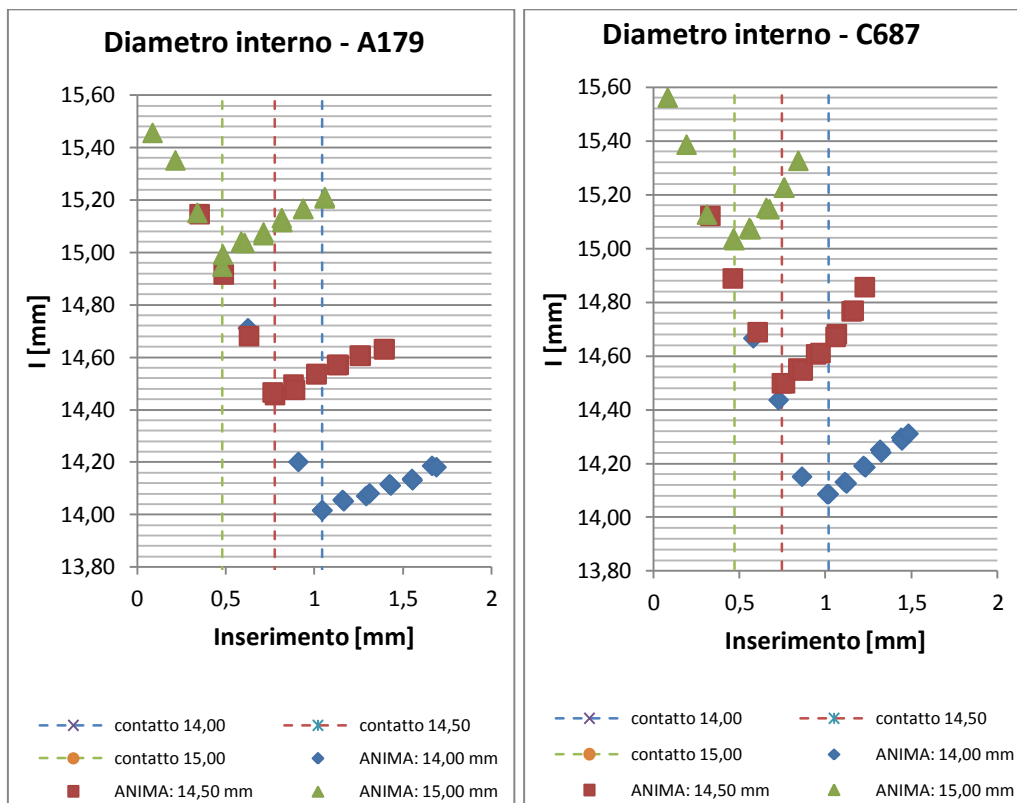 Diametro interno - A179
15,60
15,40
15,20
15,00
14,80
14,60
14,40
14,20
14,00
13,80
I [mm]
0 0,5 1 1,5 2
Inserimento [mm]
contatto 14,00 contatto 14,50
contatto 15,00 ANIMA: 14,00 mm
ANIMA: 14,50 mm ANIMA: 15,00 mm
Diametro interno - C687
15,60
15,40
15,20
15,00
14,80
14,60
14,40
14,20
14,00
13,80
I [mm]
0 0,5 1 1,5 2
Inserimento [mm]
contatto 14,00 contatto 14,50
contatto 15,00 ANIMA: 14,00 mm
ANIMA: 14,50 mm ANIMA: 15,00 mm